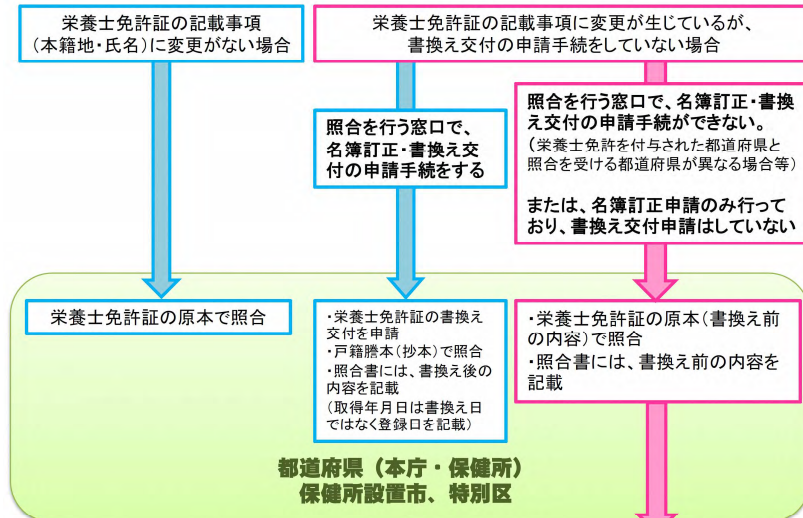 栄養士免許証の記載事項
（本籍地・氏名）に変更がない場合
栄養士免許証の記載事項に変更が生じているが、
書換え交付の申請手続をしていない場合
照合を行う窓口で、
名簿訂正・書換え交
付の申請手続をする
照合を行う窓口で、名簿訂正・書換
え交付の申請手続ができない。
（栄養士免許を付与された都道府県と
照合を受ける都道府県が異なる場合等）
または、名簿訂正申請のみ行って
おり、書換え交付申請はしていない
栄養士免許証の原本で照合
・栄養士免許証の書換え
交付を申請
・戸籍謄本（抄本）で照合
・照合書には、書換え後の
内容を記載
（取得年月日は書換え日
ではなく登録日を記載）
・栄養士免許証の原本（書換え前
の内容）で照合
・照合書には、書換え前の内容を
記載
都道府県（本庁・保健所）
保健所設置市、特別区